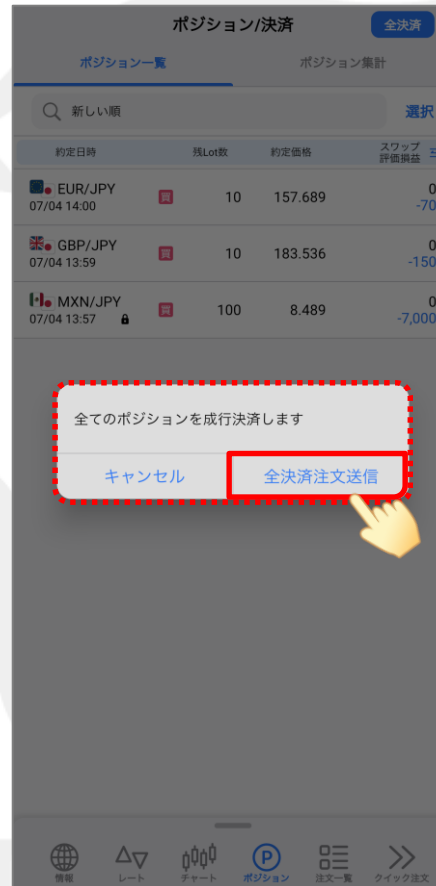 ポジション/決済 全決済
ポジション一覧 ポジション集計
新しい順 選択
約定日時 残Lot数 約定価格 スワップ
評価損益
EUR/JPY 買 10 157.689 0
07/04 14:00 -70
GBP/JPY 買 10 183.536 0
07/04 13:59 -150
MXN/JPY 買 100 8.489 0
07/04 13:57 -7,000
全てのポジションを成行決済します
キャンセル 全決済注文送信
P
情報 レート チャート ポジション 注文一覧 クイック注文